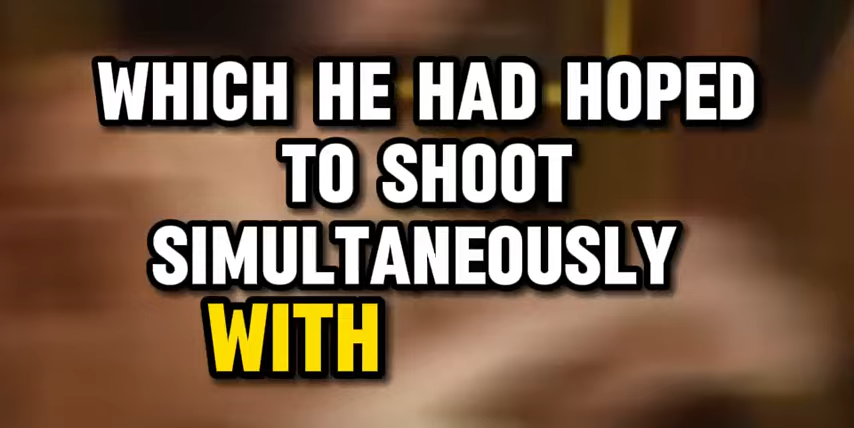 WHICH HE HAD HOPED
TO SHOOT
SIMULTANEOUSLY
WITH